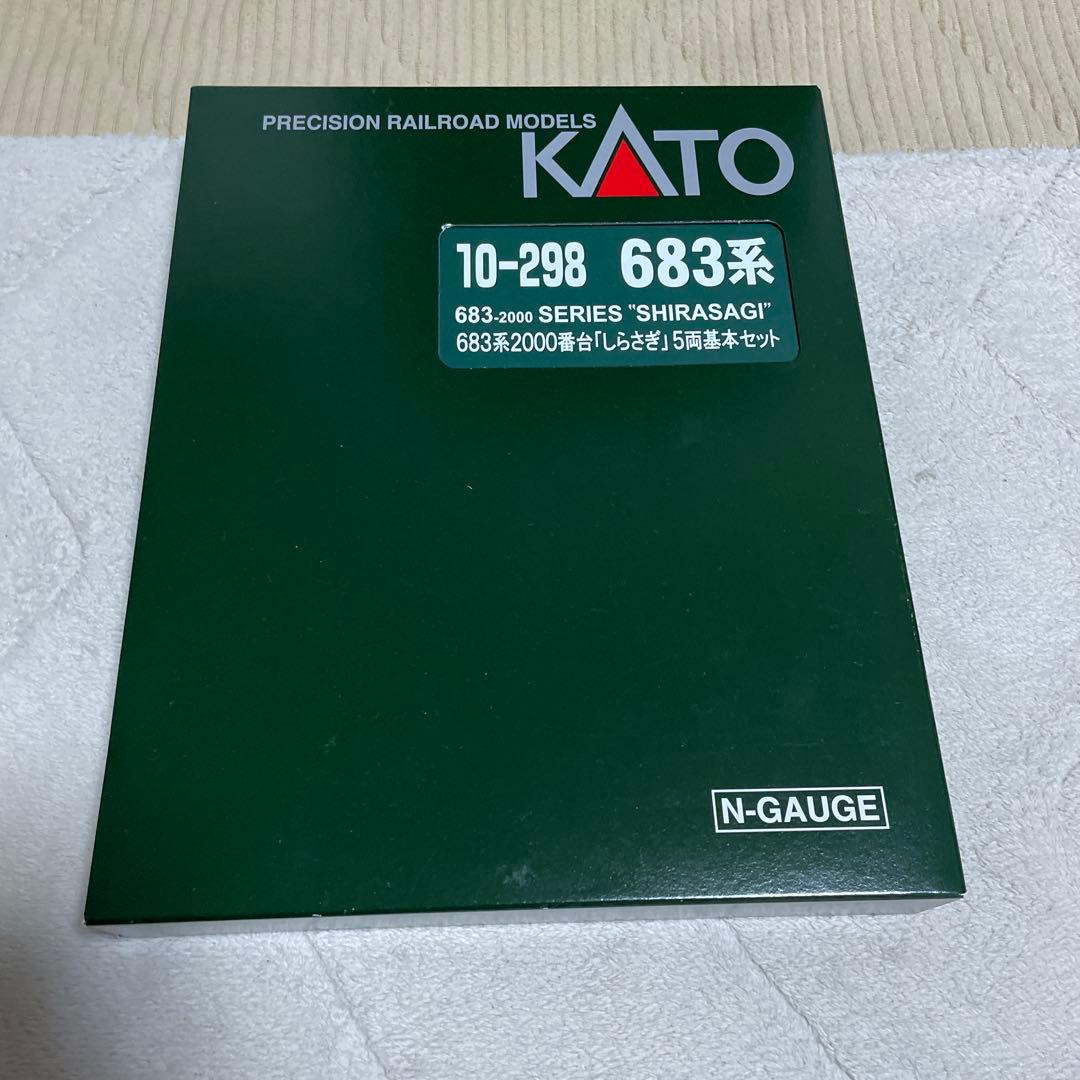 PRECISION RAILROAD MODELS
KATO
10-298 683系
683-2000 SERIES "SHIRASAGI"
683系2000番台「しらさぎ」5両基本セット
N-GAUGE